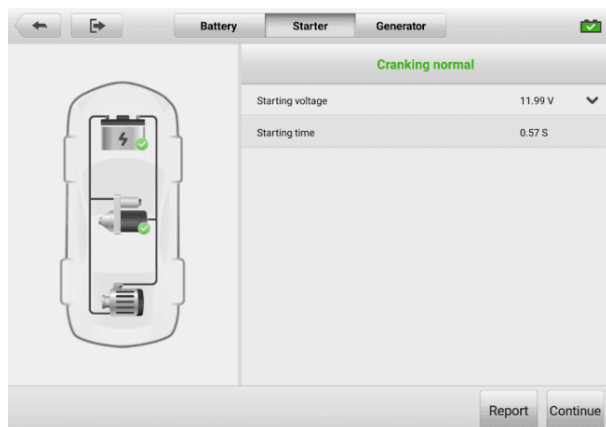 Battery
Starter
Generator
Cranking normal
Starting voltage 11.99 V
Starting time 0.57 S
Report
Continue